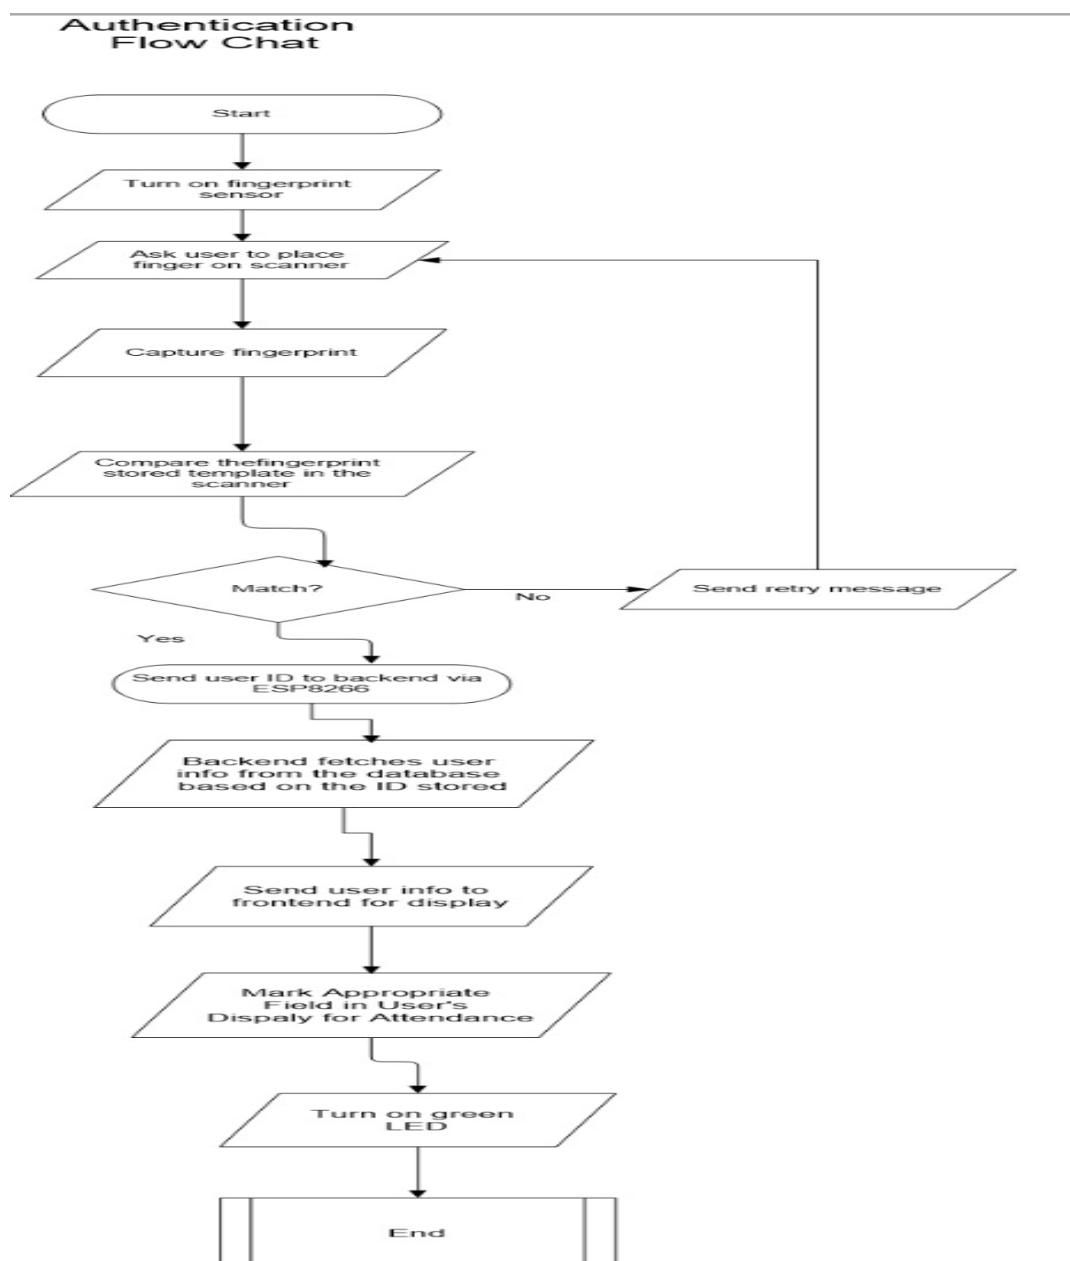 Authentication
Flow Chat
Start
Turn on fingerprint
sensor
Ask user to place
finger on scanner
Capture fingerprint
Compare thefingerprint
stored template in the
scanner
Match?
No
Send retry message
Yes
Send user ID to backend via
ESP8266
Backend fetches user
info from the database
based on the ID stored
Send user info to
frontend for display
Mark Appropriate
Field in User's
Dispaly for Attendance
Turn on green
LED
End